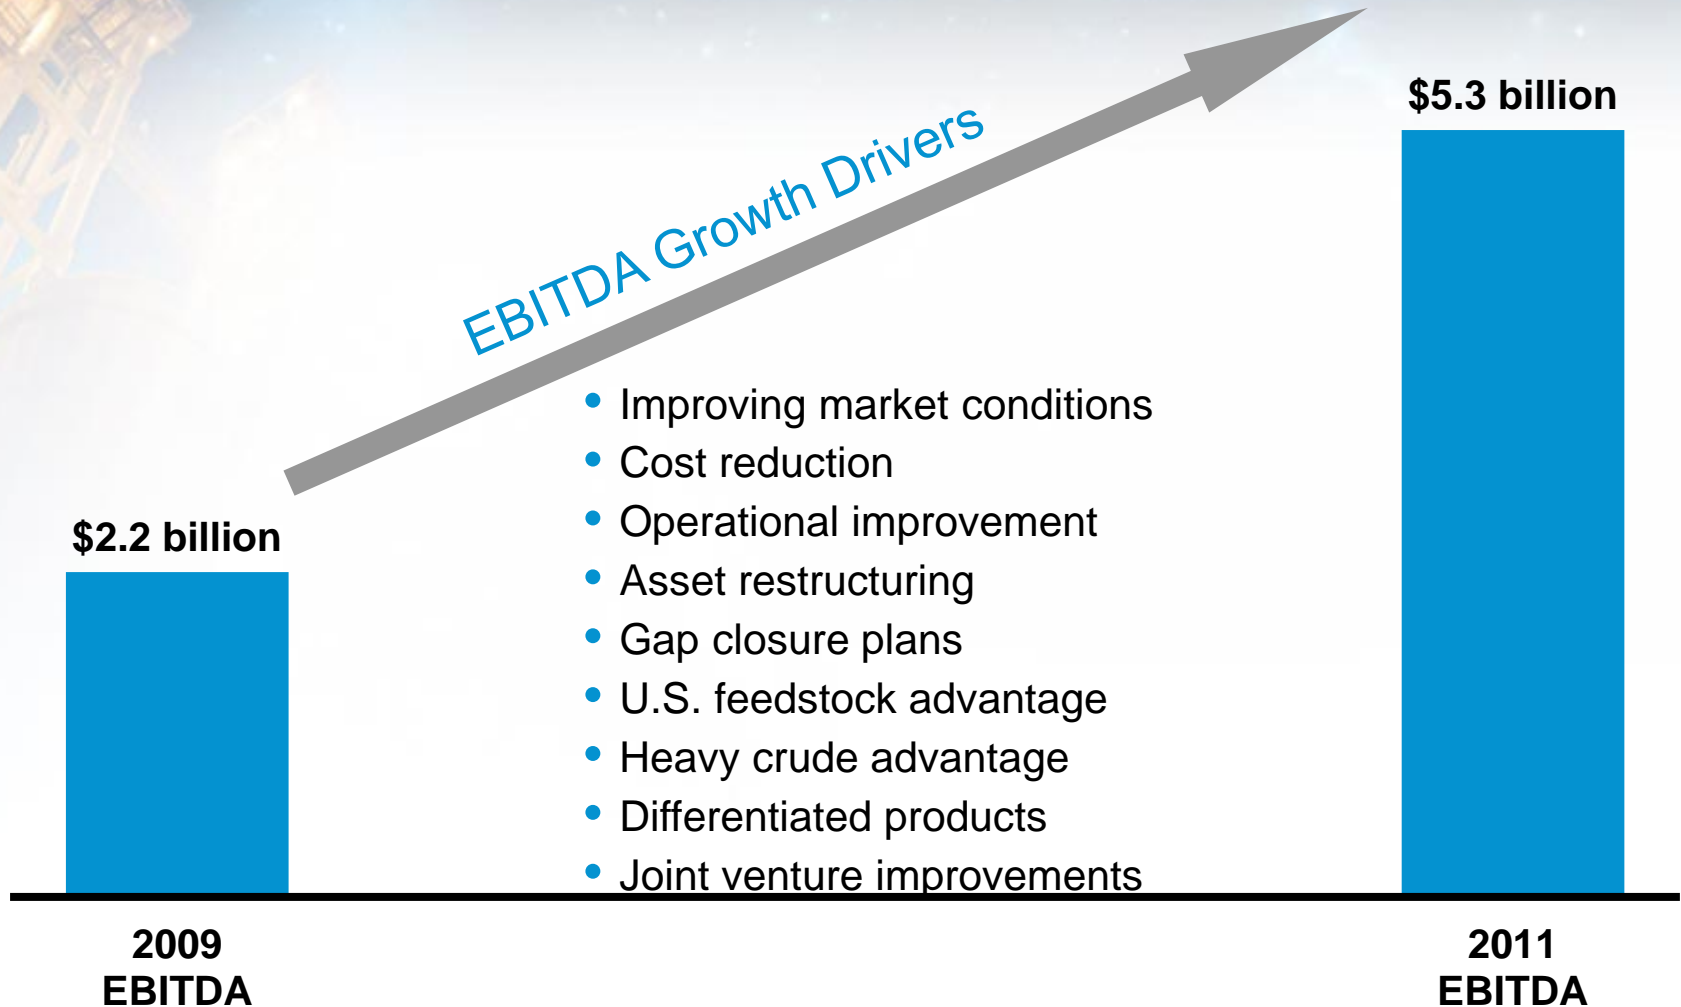 $5.3 billion
EBITDA Growth Drivers
• Improving market conditions
• Cost reduction
$2.2 billion
• Operational improvement
• Asset restructuring
• Gap closure plans
• U.S. feedstock advantage
• Heavy crude advantage
• Differentiated products
• Joint venture improvements
2009
EBITDA
2011
EBITDA